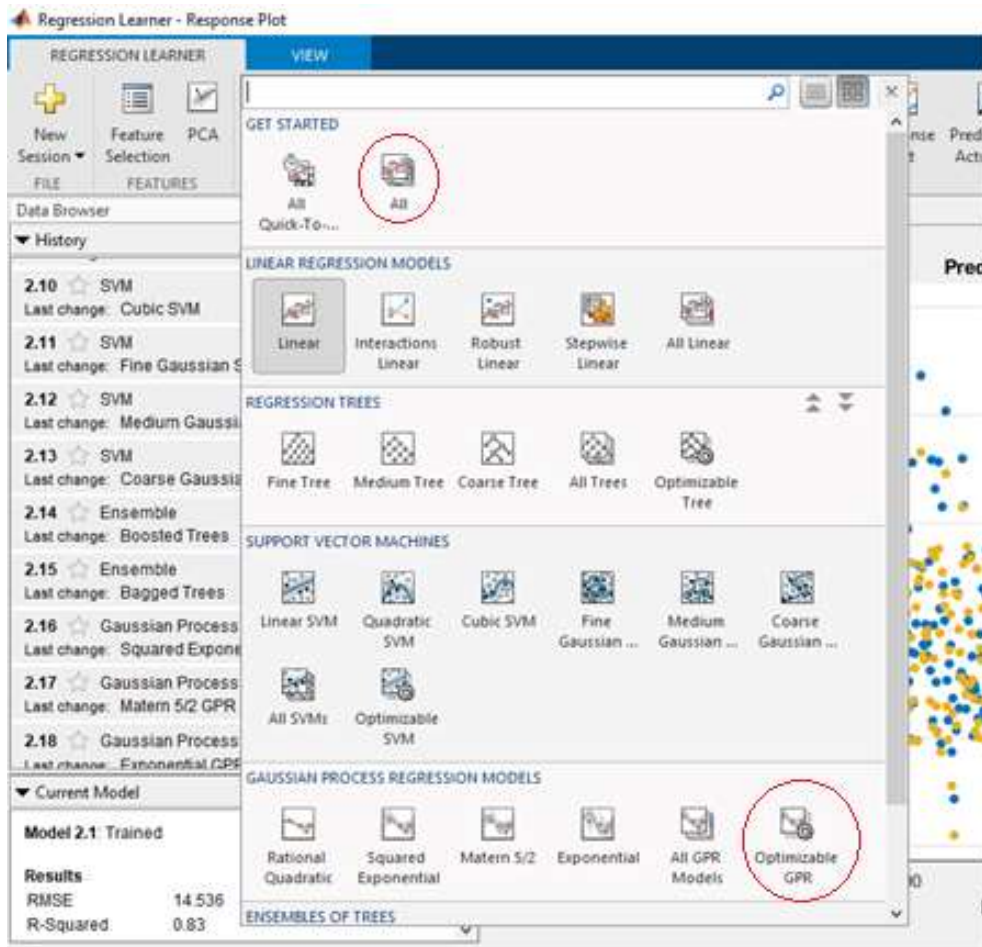 Regression Learner - Response Plot
REGRESSION LEARNER VIEW
New Session
Feature Selection
PCA
FILE FEATURES
Data Browser
History
2.10 SVM
Last change: Cubic SVM
2.11 SVM
Last change: Fine Gaussian S
2.12 SVM
Last change: Medium Gaussi
2.13 SVM
Last change: Coarse Gaussia
2.14 Ensemble
Last change: Boosted Trees
2.15 Ensemble
Last change: Bagged Trees
2.16 Gaussian Process
Last change: Squared Expone
2.17 Gaussian Process
Last change: Matern 5/2 GPR
2.18 Gaussian Process
Last change: Exponential GPR
Current Model
Model 2.1: Trained
Results
RMSE 14.536
R-Squared 0.83
GET STARTED
All Quick-To-...
All
LINEAR REGRESSION MODELS
Linear
Interactions Linear
Robust Linear
Stepwise Linear
All Linear
REGRESSION TREES
Fine Tree
Medium Tree
Coarse Tree
All Trees
Optimizable Tree
SUPPORT VECTOR MACHINES
Linear SVM
Quadratic SVM
Cubic SVM
Fine Gaussian ...
Medium Gaussian ...
Coarse Gaussian ...
All SVMs
Optimizable SVM
GAUSSIAN PROCESS REGRESSION MODELS
Rational Quadratic
Squared Exponential
Matern 5/2
Exponential
All GPR Models
Optimizable GPR
ENSEMBLES OF TREES
nse
Pred
Act
Pred